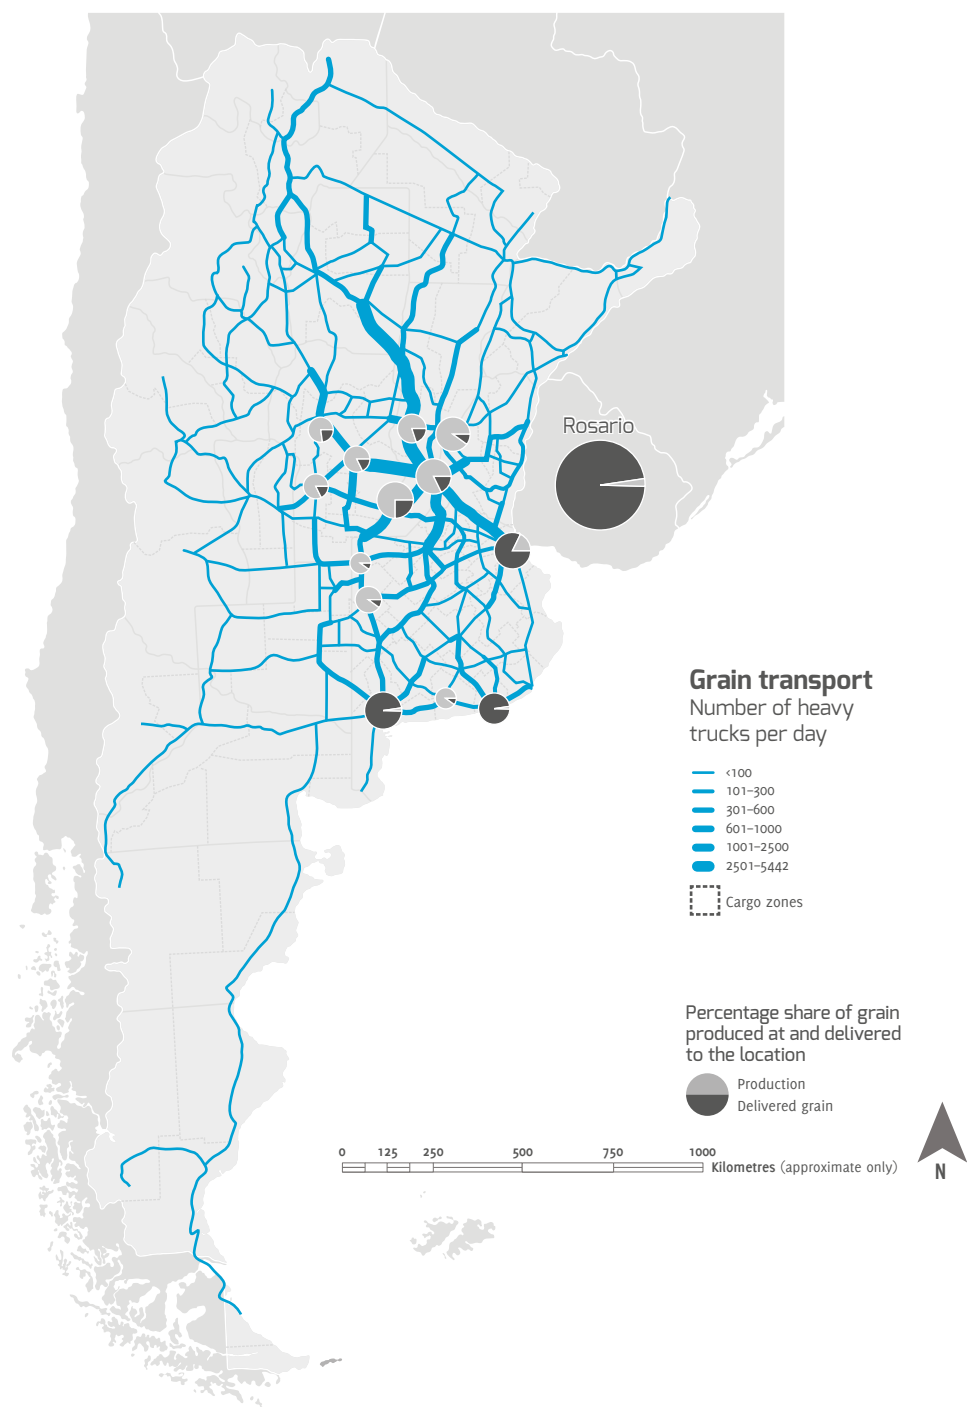 Rosario
Grain transport
Number of heavy
trucks per day
<100
101–300
301–600
601–1000
1001–2500
2501–5442
Cargo zones
Percentage share of grain
produced at and delivered
to the location
Production
Delivered grain
0 125 250 500 750 1000
Kilometres (approximate only)
N